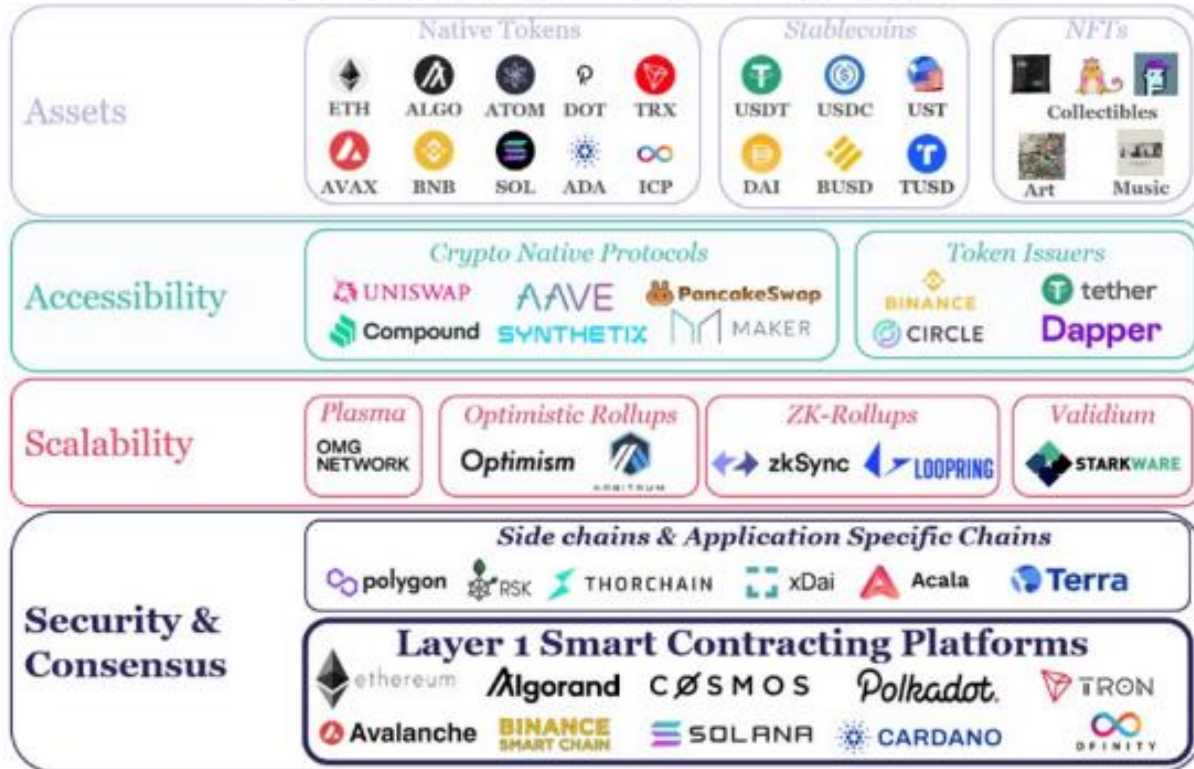 Assets
Native Tokens
ETH ALGO ATOM DOT TRX
AVAX BNB SOL ADA ICP
Stablecoins
USDT USDC UST
DAI BUSD TUSD
NFTs
Collectibles
Art Music
Accessibility
Crypto Native Protocols
UNISWAP AAVE PancakeSwap
Compound SYNTHETIX MAKER
Token Issuers
BINANCE tether
CIRCLE Dapper
Scalability
Plasma
OMG
NETWORK
Optimistic Rollups
Optimism ARBITRUM
ZK-Rollups
zkSync LOOPRING
Validium
STARKWARE
Security &
Consensus
Side chains & Application Specific Chains
polygon RSK THORCHAIN xDai Acala Terra
Layer 1 Smart Contracting Platforms
ethereum Algorand COSMOS Polkadot. TRON
Avalanche BINANCE SMART CHAIN SOLANA CARDANO DFINITY